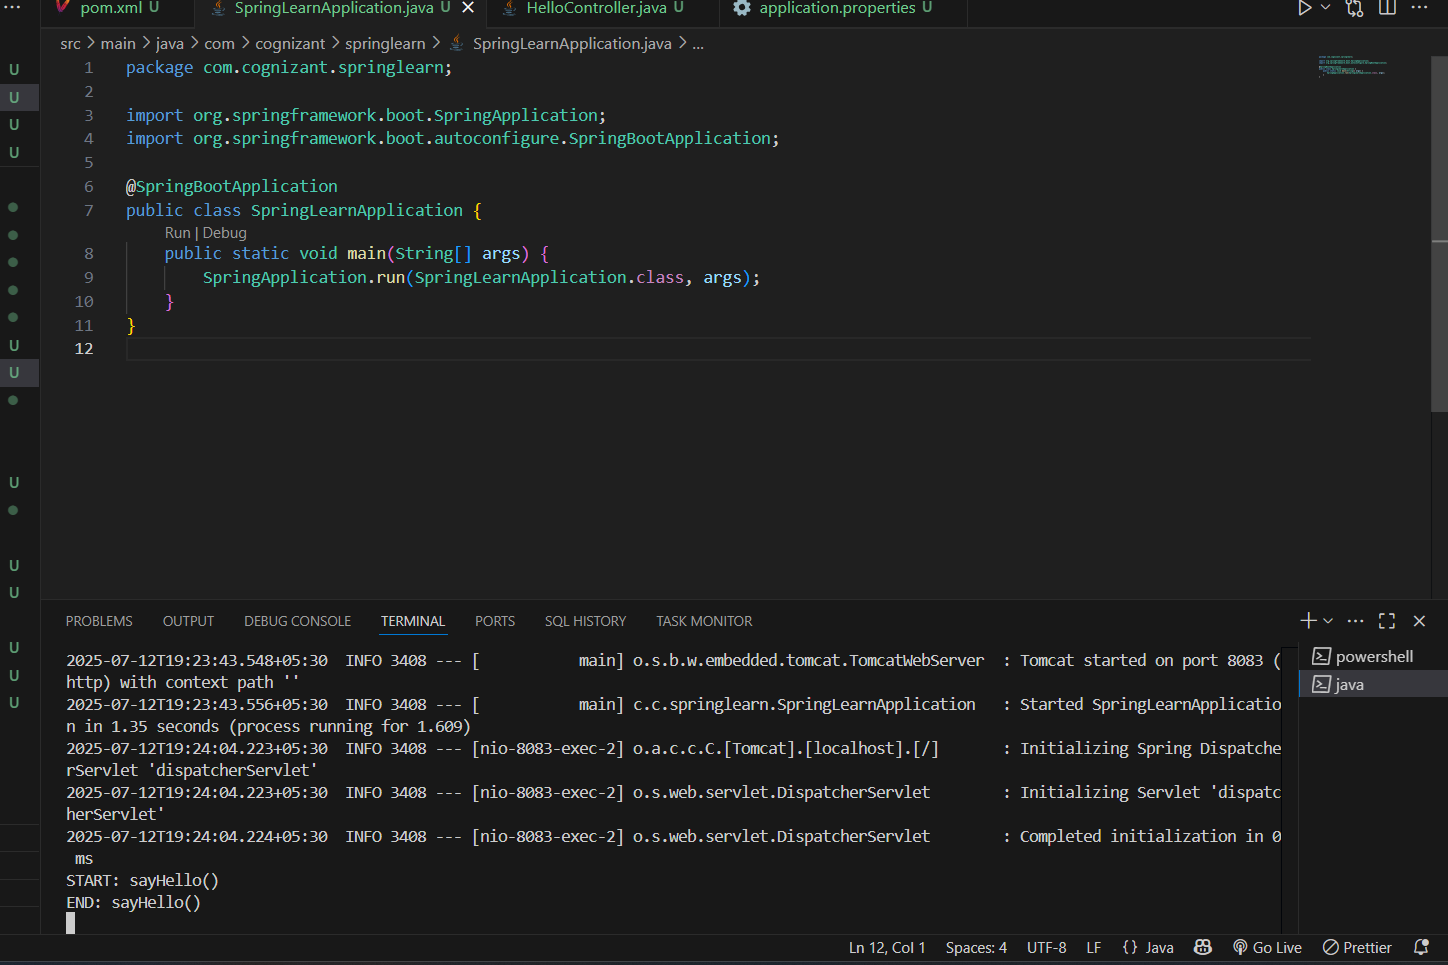 pom.xml U SpringLearnApplication.java U HelloController.java U application.properties U
src > main > java > com > cognizant > springlearn > SpringLearnApplication.java > ...
1 package com.cognizant.springlearn;
2
3 import org.springframework.boot.SpringApplication;
4 import org.springframework.boot.autoconfigure.SpringBootApplication;
5
6 @SpringBootApplication
7 public class SpringLearnApplication {
Run | Debug
8 public static void main(String[] args) {
9 SpringApplication.run(SpringLearnApplication.class, args);
10 }
11 }
12
U
U
U
U
U
U
U
U
U
U
U
U
PROBLEMS OUTPUT DEBUG CONSOLE TERMINAL PORTS SQL HISTORY TASK MONITOR
powershell
java
2025-07-12T19:23:43.548+05:30 INFO 3408 --- [ main] o.s.b.w.embedded.tomcat.TomcatWebServer : Tomcat started on port 8083 (
http) with context path ''
2025-07-12T19:23:43.556+05:30 INFO 3408 --- [ main] c.c.springlearn.SpringLearnApplication : Started SpringLearnApplicatio
n in 1.35 seconds (process running for 1.609)
2025-07-12T19:24:04.223+05:30 INFO 3408 --- [nio-8083-exec-2] o.a.c.c.C.[Tomcat].[localhost].[/] : Initializing Spring Dispatche
rServlet 'dispatcherServlet'
2025-07-12T19:24:04.223+05:30 INFO 3408 --- [nio-8083-exec-2] o.s.web.servlet.DispatcherServlet : Initializing Servlet 'dispatc
herServlet'
2025-07-12T19:24:04.224+05:30 INFO 3408 --- [nio-8083-exec-2] o.s.web.servlet.DispatcherServlet : Completed initialization in 0
ms
START: sayHello()
END: sayHello()
Ln 12, Col 1 Spaces: 4 UTF-8 LF {} Java Go Live Prettier